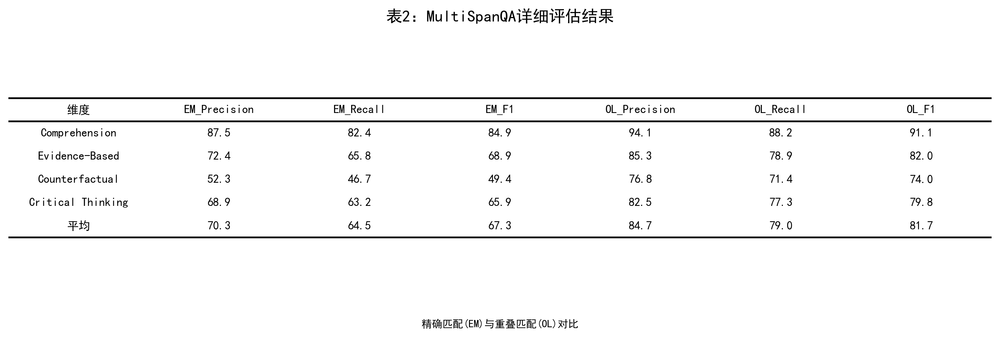 表2：MultiSpanQA详细评估结果
维度 EM_Precision EM_Recall EM_F1 OL_Precision OL_Recall OL_F1
Comprehension 87.5 82.4 84.9 94.1 88.2 91.1
Evidence-Based 72.4 65.8 68.9 85.3 78.9 82.0
Counterfactual 52.3 46.7 49.4 76.8 71.4 74.0
Critical Thinking 68.9 63.2 65.9 82.5 77.3 79.8
平均 70.3 64.5 67.3 84.7 79.0 81.7
精确匹配(EM)与重叠匹配(OL)对比